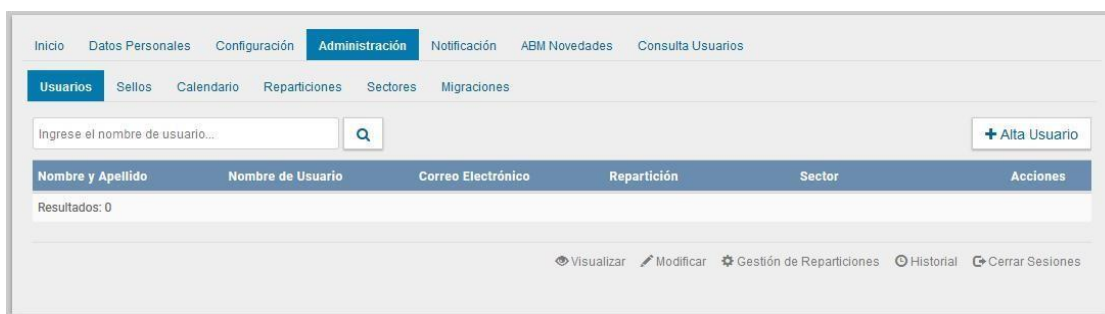 Inicio Datos Personales Configuración Administración Notificación ABM Novedades Consulta Usuarios
Usuarios Sellos Calendario Reparticiones Sectores Migraciones
Ingrese el nombre de usuario... + Alta Usuario
Nombre y Apellido Nombre de Usuario Correo Electrónico Repartición Sector Acciones
Resultados: 0
Visualizar Modificar Gestión de Reparticiones Historial Cerrar Sesiones